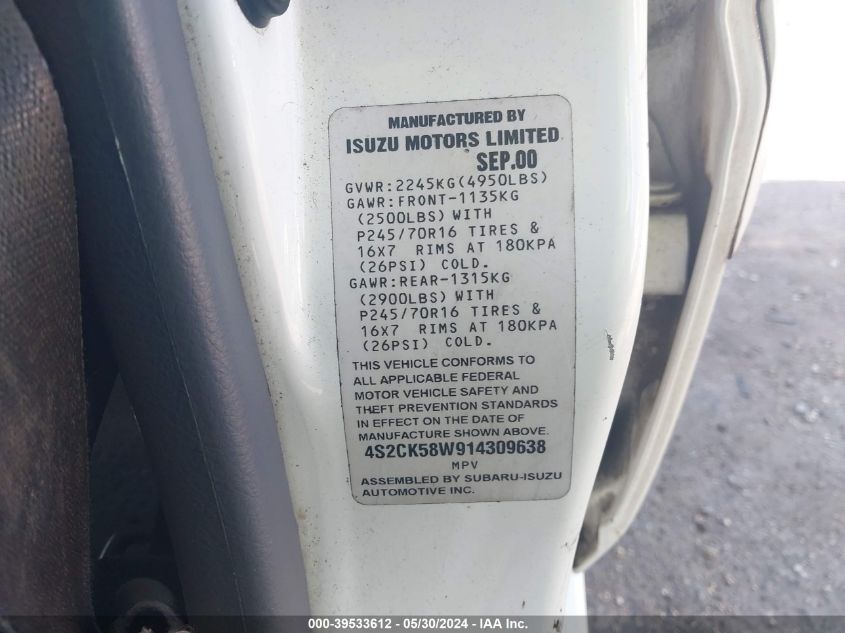 MANUFACTURED BY
ISUZU MOTORS LIMITED
SEP.00
GVWR:2245KG(4950LBS)
GAWR:FRONT-1135KG
(2500LBS) WITH
P245/70R16 TIRES &
16X7 RIMS AT 180KPA
(26PSI) COLD.
GAWR:REAR-1315KG
(2900LBS) WITH
P245/70R16 TIRES &
16X7 RIMS AT 180KPA
(26PSI) COLD.
THIS VEHICLE CONFORMS TO
ALL APPLICABLE FEDERAL
MOTOR VEHICLE SAFETY AND
THEFT PREVENTION STANDARDS
IN EFFECT ON THE DATE OF
MANUFACTURE SHOWN ABOVE.
4S2CK58W914309638
MPV
ASSEMBLED BY SUBARU-ISUZU
AUTOMOTIVE INC.
000-39533612 - 05/30/2024 - IAA Inc.